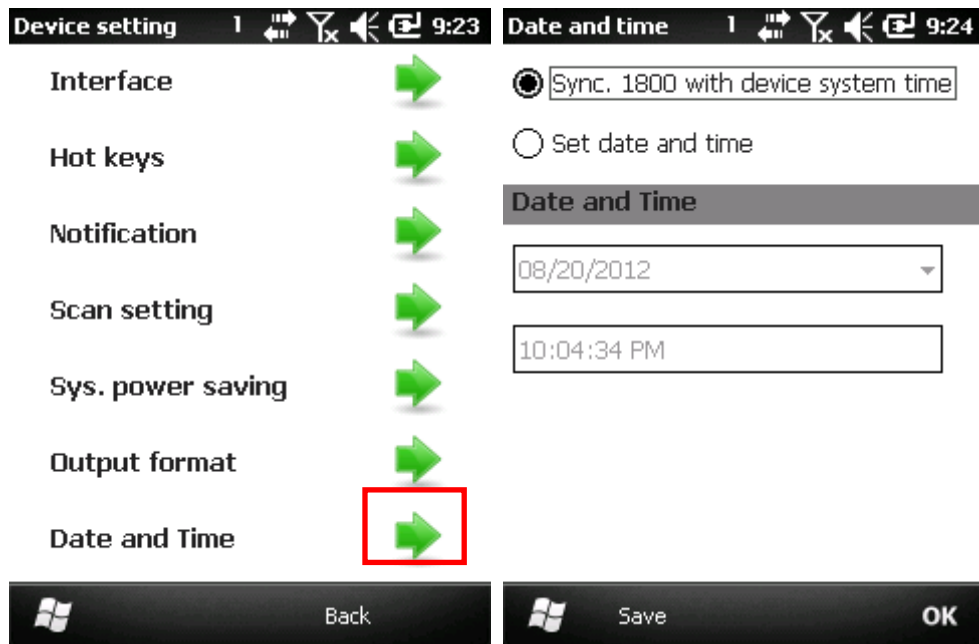 Device setting 1 9:23
Interface
Hot keys
Notification
Scan setting
Sys. power saving
Output format
Date and Time
Back
Date and time 1 9:24
Sync. 1800 with device system time
Set date and time
Date and Time
08/20/2012
10:04:34 PM
Save OK